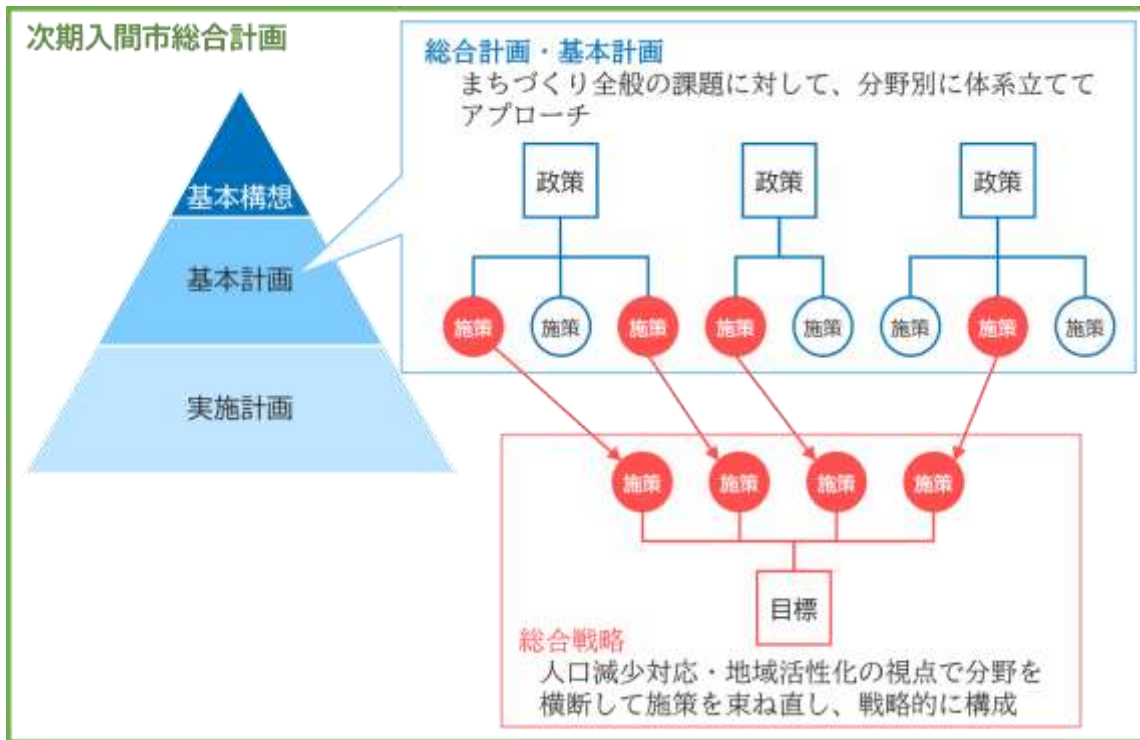 次期入間市総合計画
基本構想
基本計画
実施計画
総合計画・基本計画
まちづくり全般の課題に対して、分野別に体系立てて
アプローチ
政策
政策
政策
施策
施策
施策
施策
施策
施策
施策
施策
施策
施策
施策
施策
目標
総合戦略
人口減少対応・地域活性化の視点で分野を
横断して施策を束ね直し、戦略的に構成